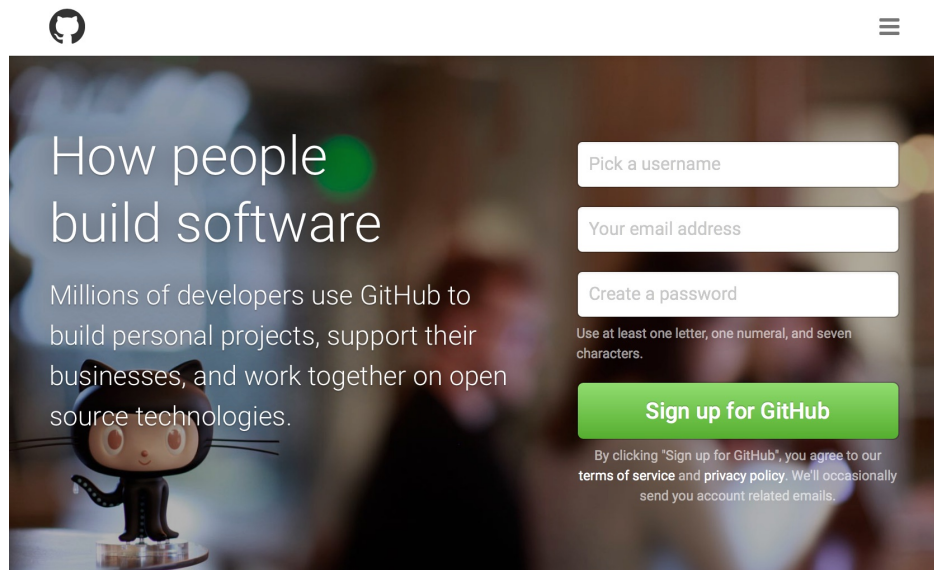 How people
build software
Millions of developers use GitHub to
build personal projects, support their
businesses, and work together on open
source technologies.
Pick a username
Your email address
Create a password
Use at least one letter, one numeral, and seven
characters.
Sign up for GitHub
By clicking "Sign up for GitHub", you agree to our
terms of service and privacy policy. We'll occasionally
send you account related emails.